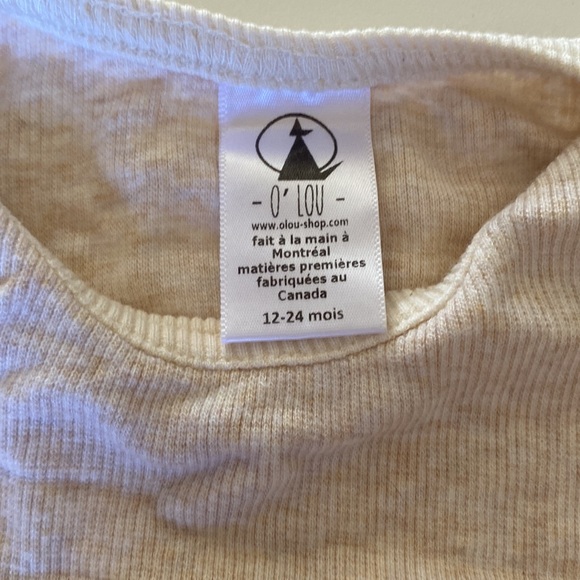 - O' LOU -
www.olou-shop.com
fait à la main à
Montréal
matières premières
fabriquées au
Canada
12-24 mois